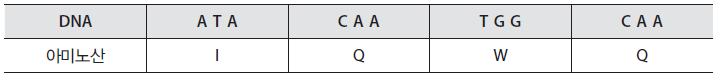 DNA A T A C A A T G G C A A
아미노산 I Q W Q